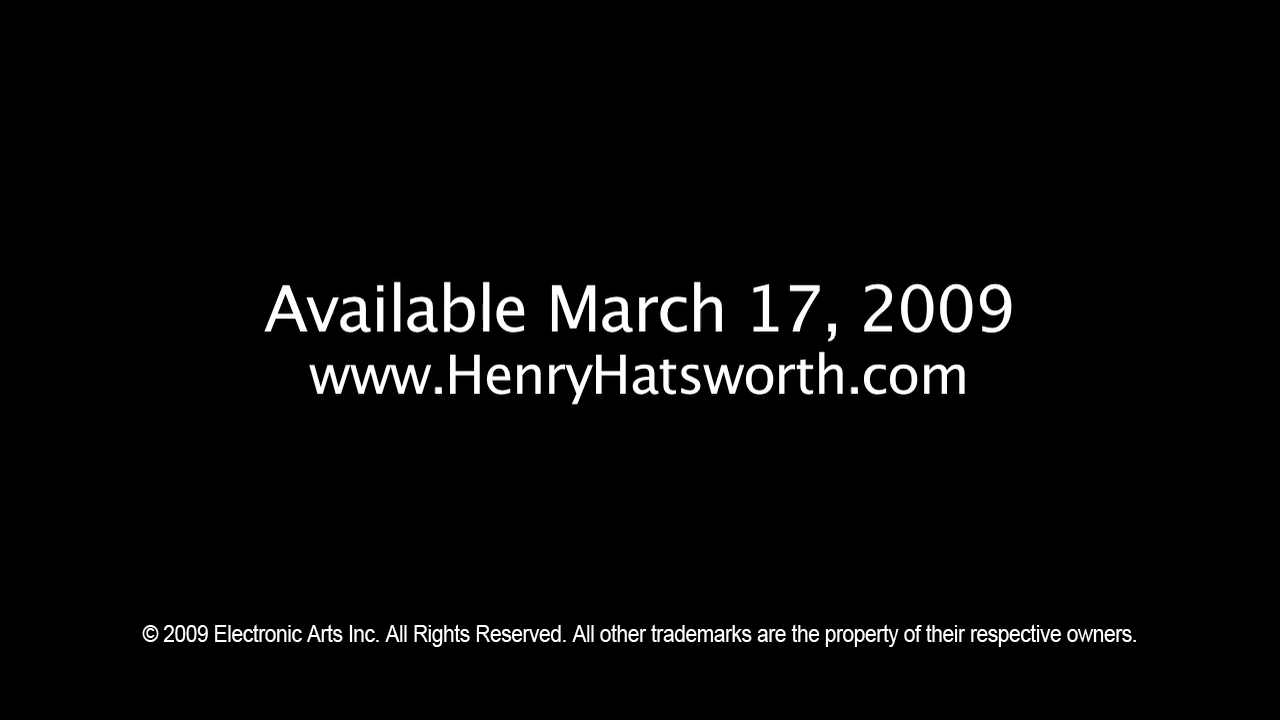 Available March 17, 2009
www.HenryHatsworth.com
© 2009 Electronic Arts Inc. All Rights Reserved. All other trademarks are the property of their respective owners.